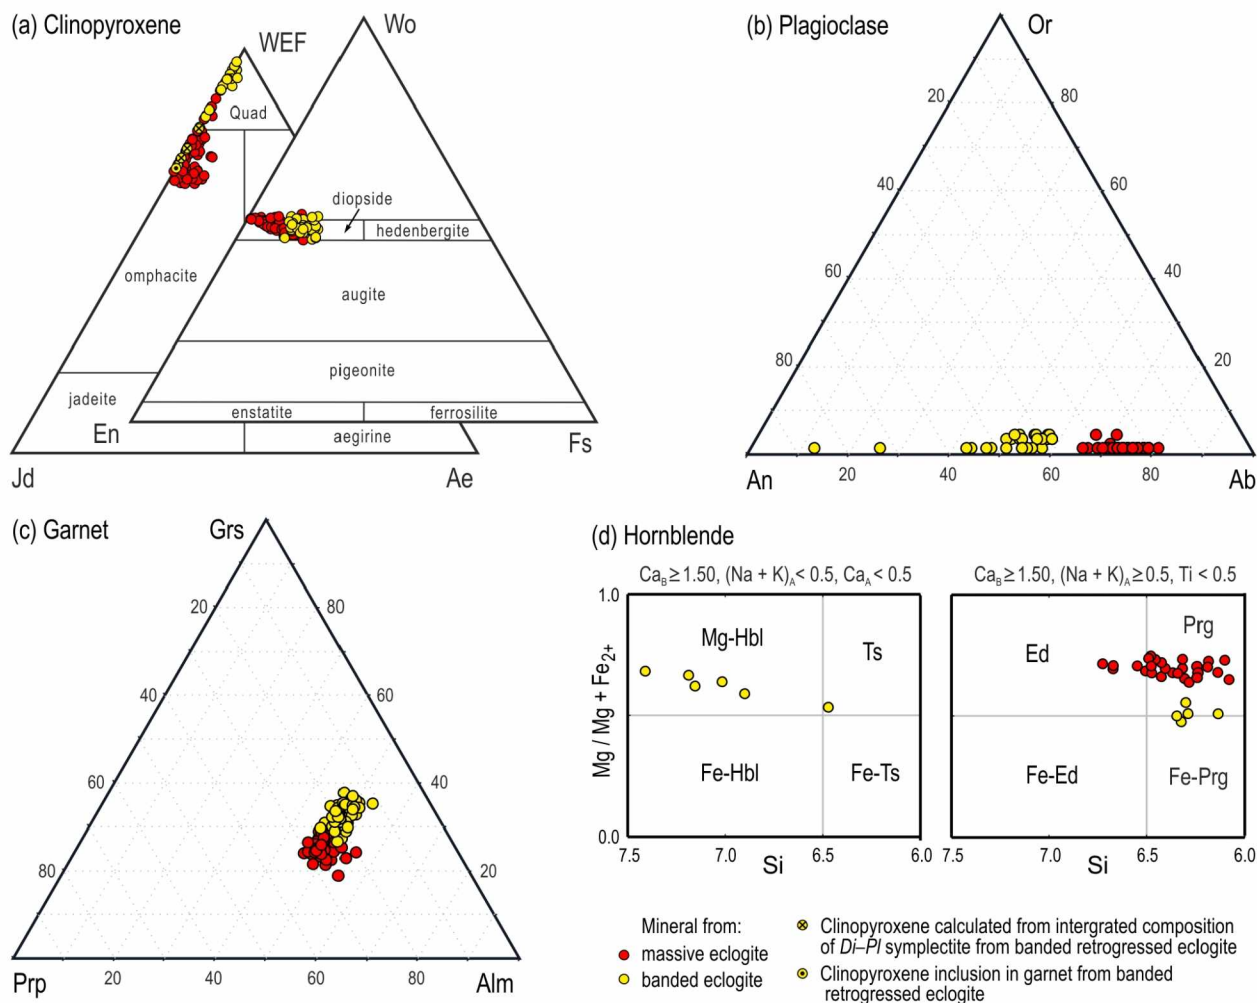 (a) Clinopyroxene
WEF
Wo
Quad
diopside
hedenbergite
omphacite
augite
pigeonite
jadeite
enstatite
ferrosilite
En
aegirine
Fs
Jd
Ae
(b) Plagioclase
Or
20
80
40
60
60
40
80
20
An
20
40
60
80
Ab
(c) Garnet
Grs
20
80
40
60
60
40
80
20
Prp
20
40
60
80
Alm
(d) Hornblende
CaB ≥ 1.50, (Na + K)A < 0.5, CaA < 0.5
CaB ≥ 1.50, (Na + K)A ≥ 0.5, Ti < 0.5
1.0
Mg-Hbl
Ts
Ed
Prg
Mg / Mg + Fe2+
Fe-Hbl
Fe-Ts
Fe-Ed
Fe-Prg
0.0
7.5
7.0
6.5
6.0
7.5
7.0
6.5
6.0
Si
Si
Mineral from:
massive eclogite
banded eclogite
Clinopyroxene calculated from intergrated composition
of Di–Pl symplectite from banded retrogressed eclogite
Clinopyroxene inclusion in garnet from banded
retrogressed eclogite